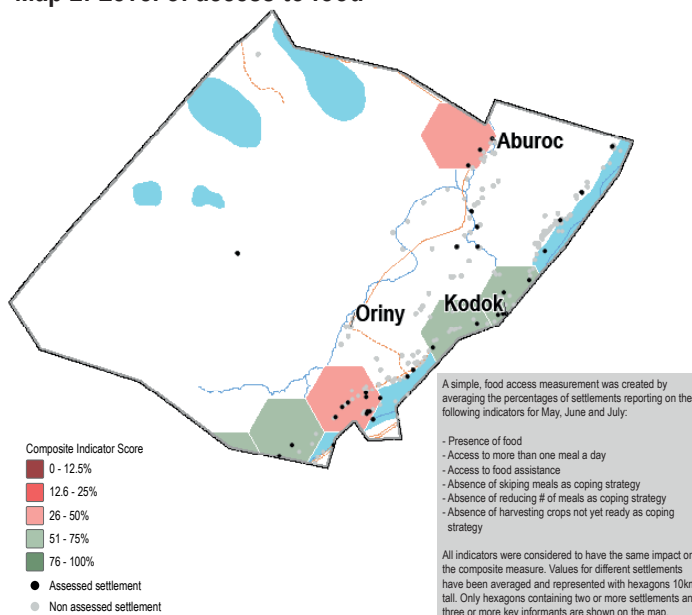 Aburoc
Kodok
Oriny
A simple, food access measurement was created by
averaging the percentages of settlements reporting on the
following indicators for May, June and July:
- Presence of food
- Access to more than one meal a day
- Access to food assistance
- Absence of skiping meals as coping strategy
- Absence of reducing # of meals as coping strategy
- Absence of harvesting crops not yet ready as coping
strategy
All indicators were considered to have the same impact on
the composite measure. Values for different settlements
have been averaged and represented with hexagons 10km
tall. Only hexagons containing two or more settlements
three or more key informants are shown on the map.
Composite Indicator Score
0 - 12.5%
12.6 - 25%
26 - 50%
51 - 75%
76 - 100%
Assessed settlement
Non assessed settlement